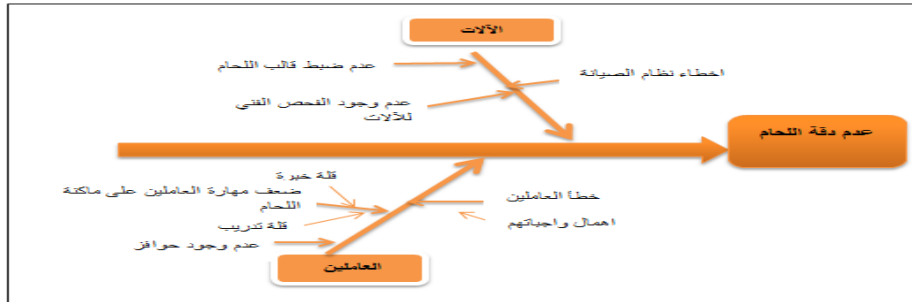 الآلات
عدم ضبط قالب اللحام
اخطاء نظام الصيانة
عدم وجود الفحص الفني
للآلات
عدم دقة اللحام
قلة خبرة
ضعف مهارة العاملين على ماكنة
اللحام
خطأ العاملين
اهمال واجباتهم
قلة تدريب
عدم وجود حوافز
العاملين